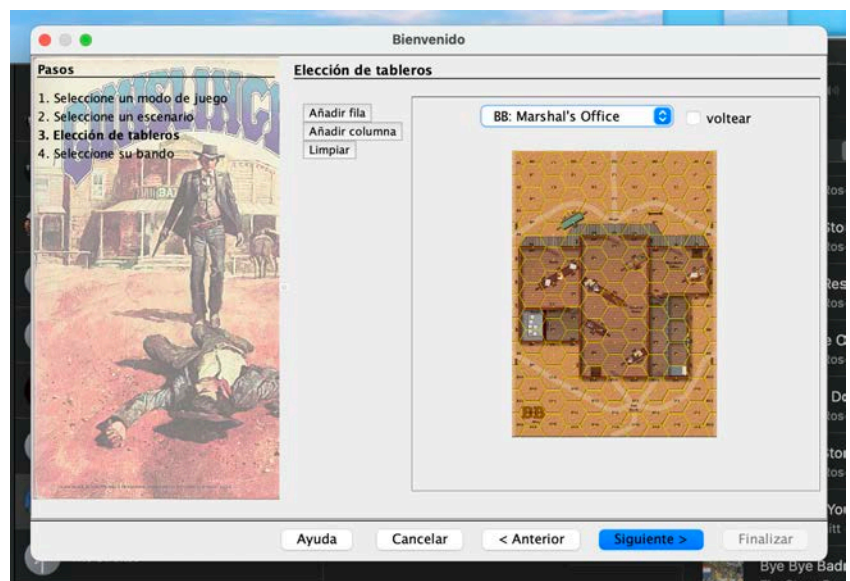 Bienvenido
Pasos
1. Seleccione un modo de juego
2. Seleccione un escenario
3. Elección de tableros
4. Seleccione su bando
Elección de tableros
Añadir fila
Añadir columna
Limpiar
BB: Marshal's Office
voltear
BB
Ayuda
Cancelar
< Anterior
Siguiente >
Finalizar
Bye Bye Badr